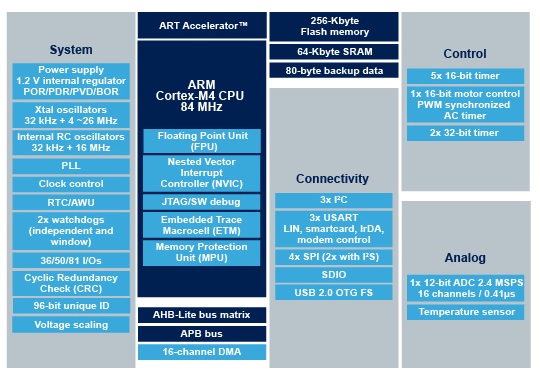 System
Power supply
1.2 V internal regulator
POR/PDR/PVD/BOR
Xtal oscillators
32 kHz + 4 ~26 MHz
Internal RC oscillators
32 kHz + 16 MHz
PLL
Clock control
RTC/AWU
2x watchdogs
(independent and
window)
36/50/81 I/Os
Cyclic Redundancy
Check (CRC)
96-bit unique ID
Voltage scaling
ART Accelerator™
ARM
Cortex-M4 CPU
84 MHz
Floating Point Unit
(FPU)
Nested Vector
Interrupt
Controller (NVIC)
JTAG/SW debug
Embedded Trace
Macrocell (ETM)
Memory Protection
Unit (MPU)
AHB-Lite bus matrix
APB bus
16-channel DMA
256-Kbyte
Flash memory
64-Kbyte SRAM
80-byte backup data
Connectivity
3x I²C
3x USART
LIN, smartcard, IrDA,
modem control
4x SPI (2x with I²S)
SDIO
USB 2.0 OTG FS
Control
5x 16-bit timer
1x 16-bit motor control
PWM synchronized
AC timer
2x 32-bit timer
Analog
1x 12-bit ADC 2.4 MSPS
16 channels / 0.41µs
Temperature sensor